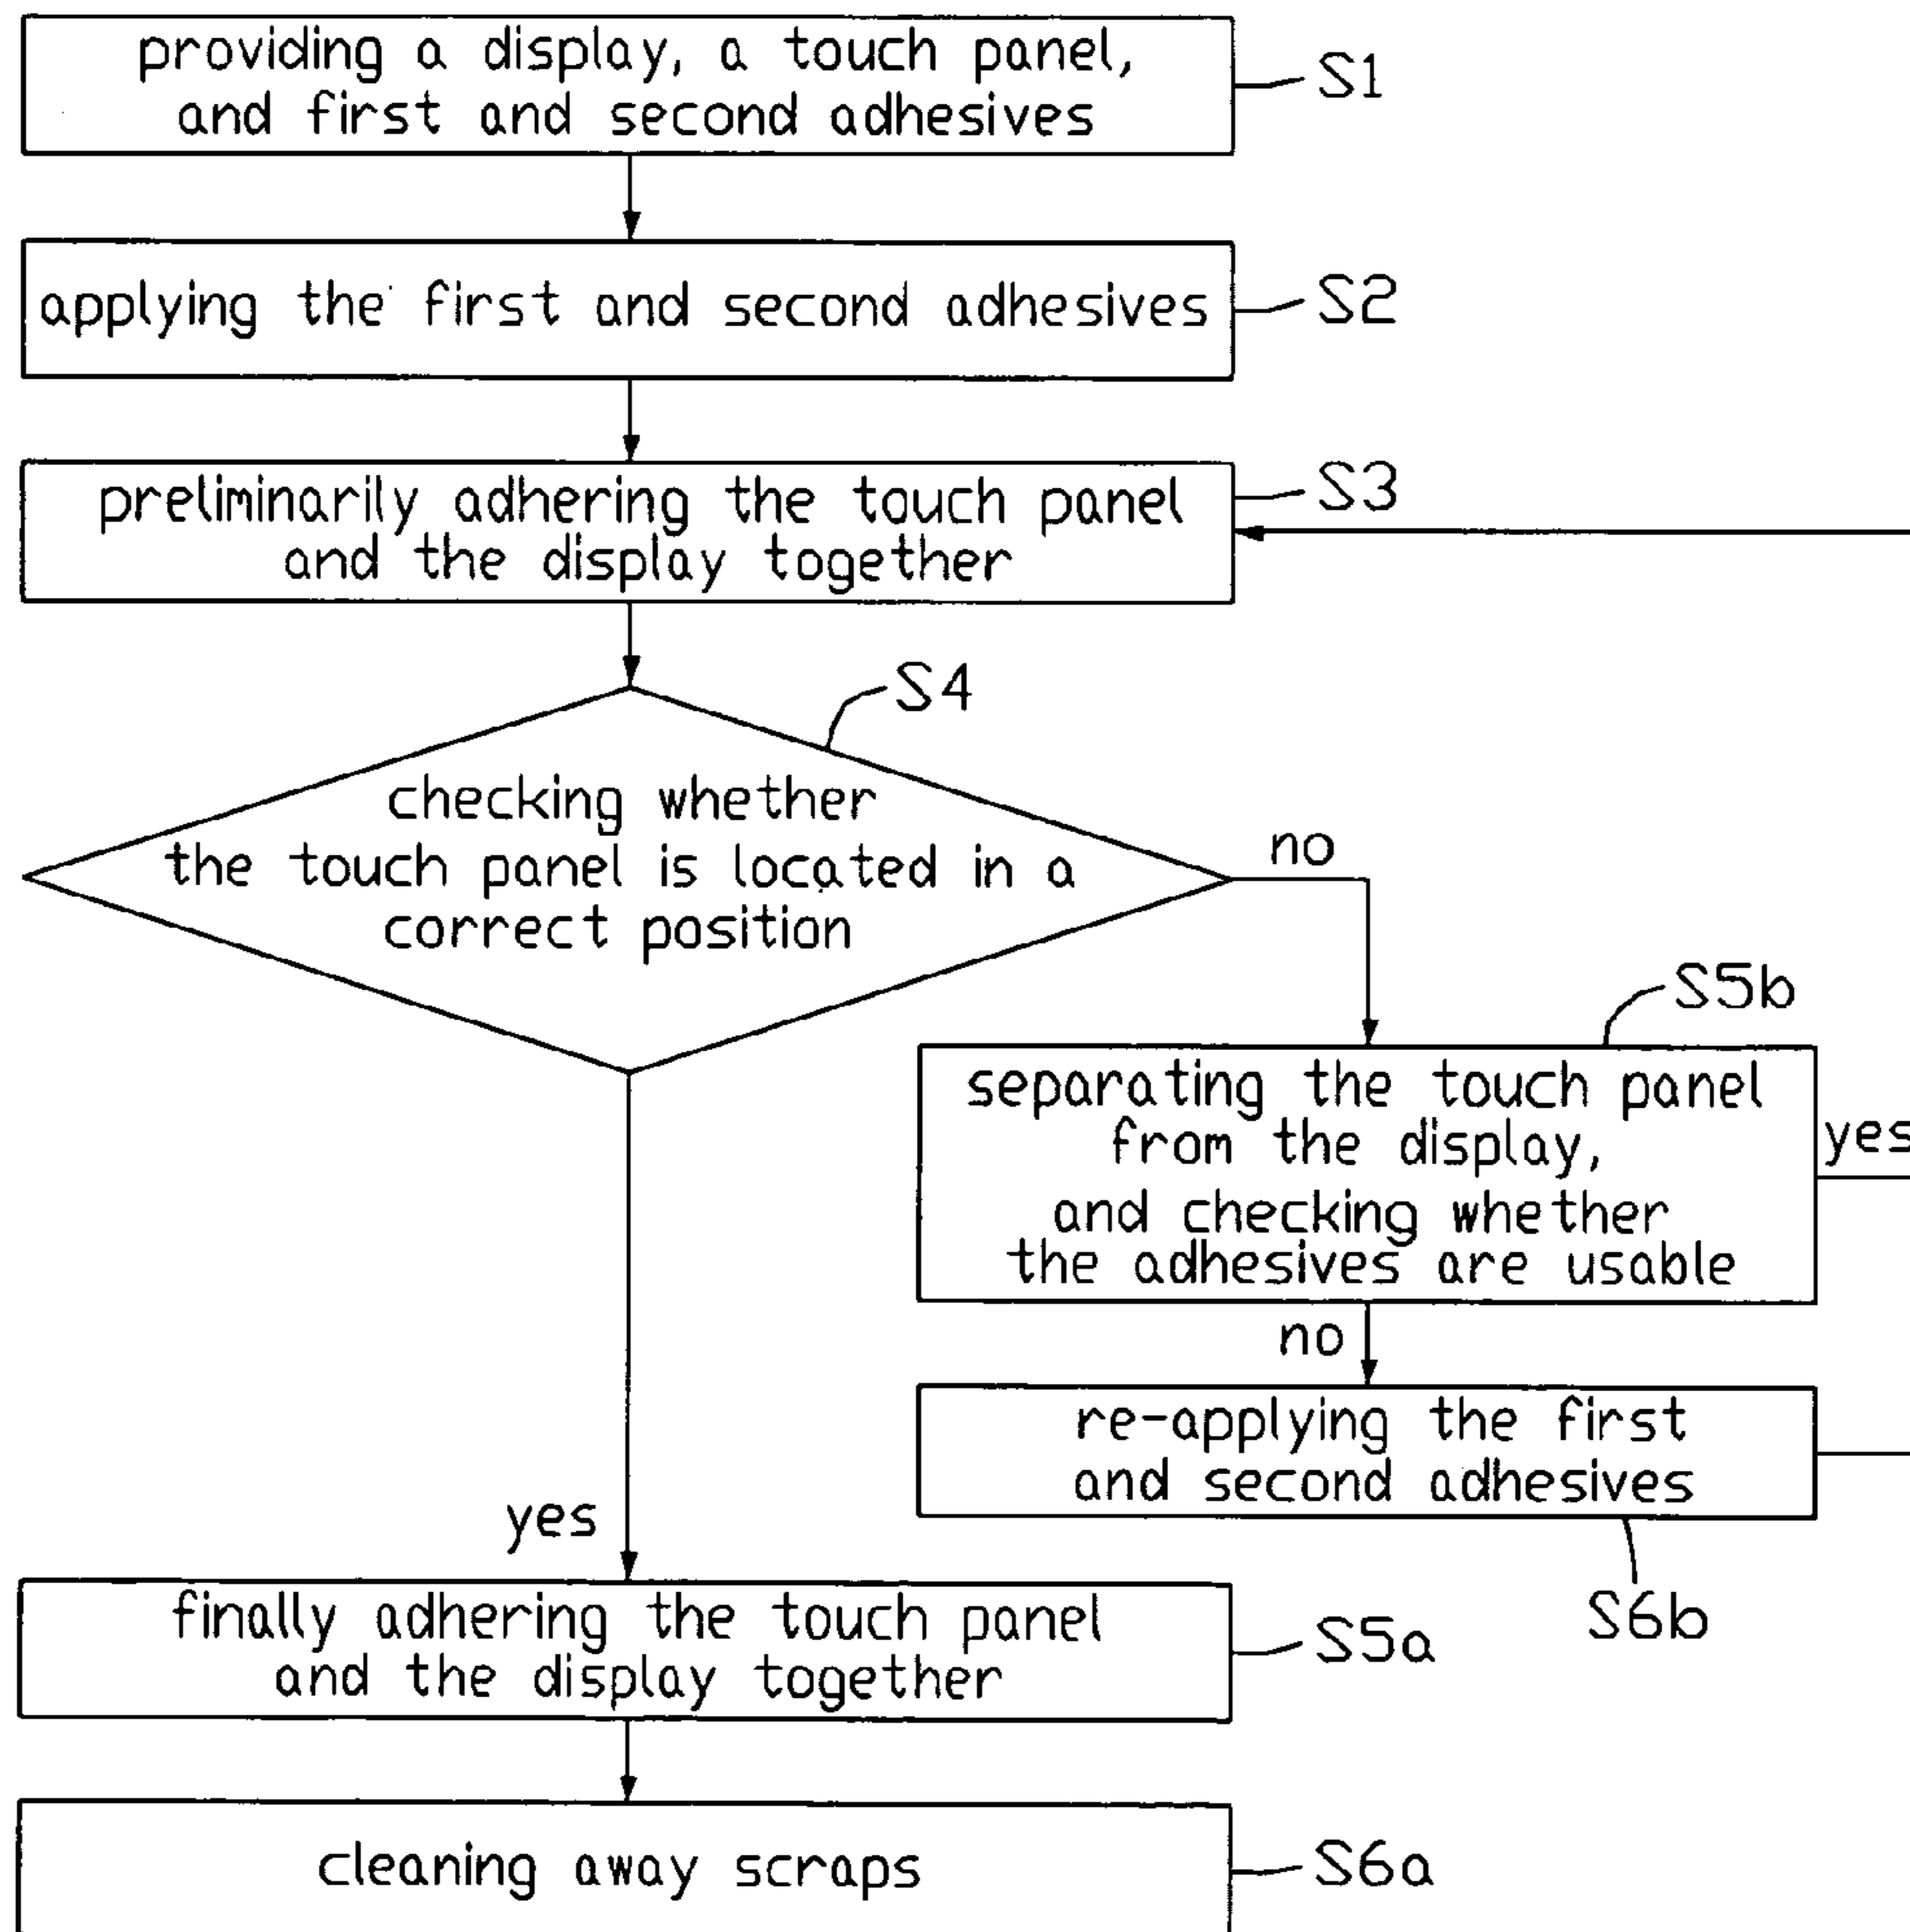 providing a display, a touch panel,
and first and second adhesives
S1
applying the first and second adhesives
S2
preliminarily adhering the touch panel
and the display together
S3
S4
checking whether
the touch panel is located in a
correct position
no
S5b
separating the touch panel
from the display,
and checking whether
the adhesives are usable
yes
no
re-applying the first
and second adhesives
S6b
yes
finally adhering the touch panel
and the display together
S5a
cleaning away scraps
S6a